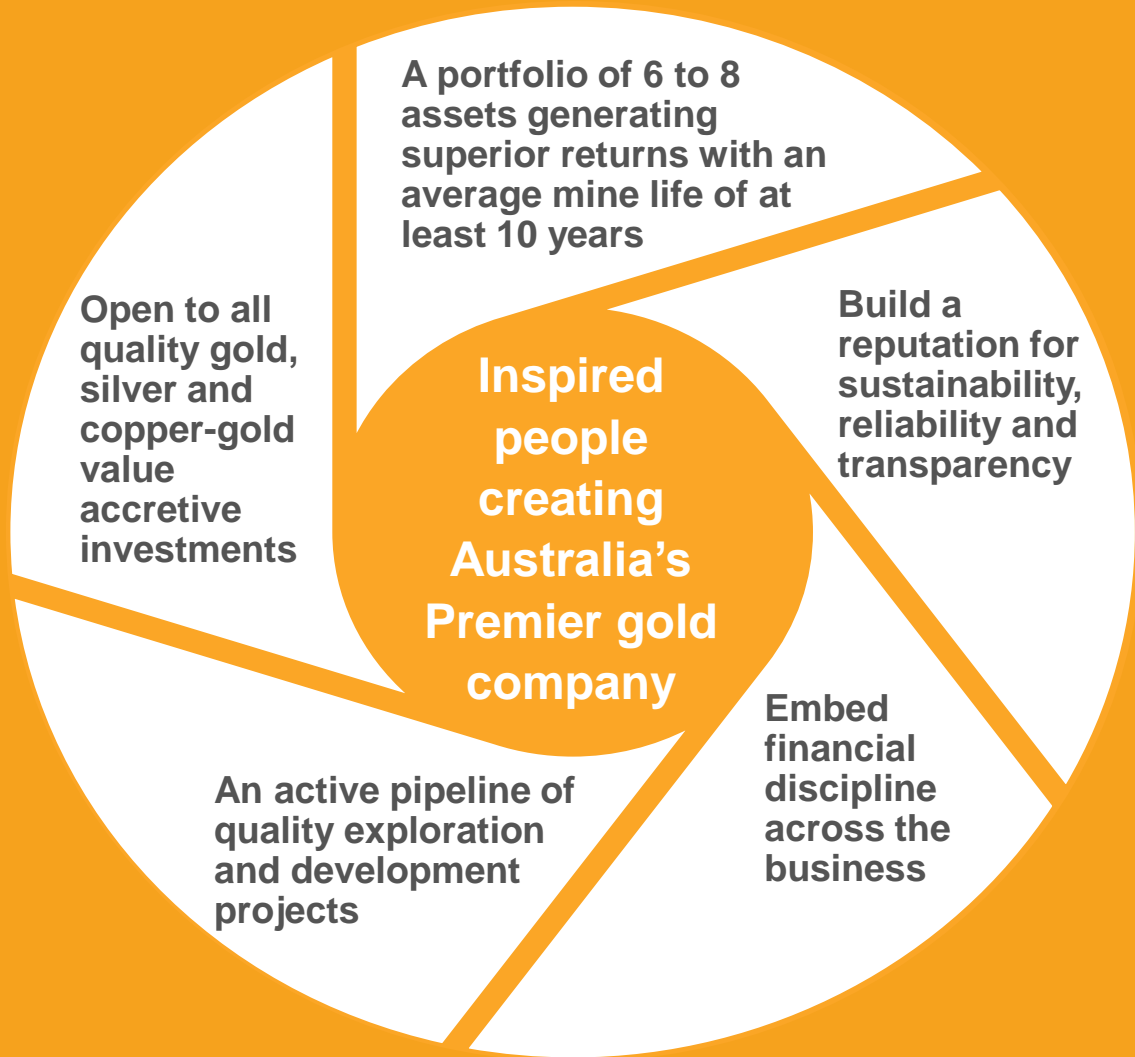 A portfolio of 6 to 8
assets generating
superior returns with an
average mine life of at
least 10 years
Build a
reputation for
sustainability,
reliability and
transparency
Embed
financial
discipline
across the
business
An active pipeline of
quality exploration
and development
projects
Open to all
quality gold,
silver and
copper-gold
value
accretive
investments
Inspired
people
creating
Australia’s
Premier gold
company